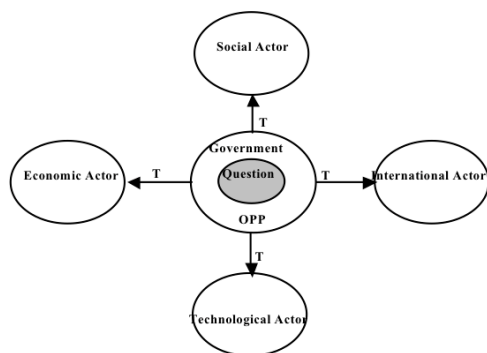 Social Actor
T
Government
Economic Actor
T
Question
T
International Actor
OPP
T
Technological Actor